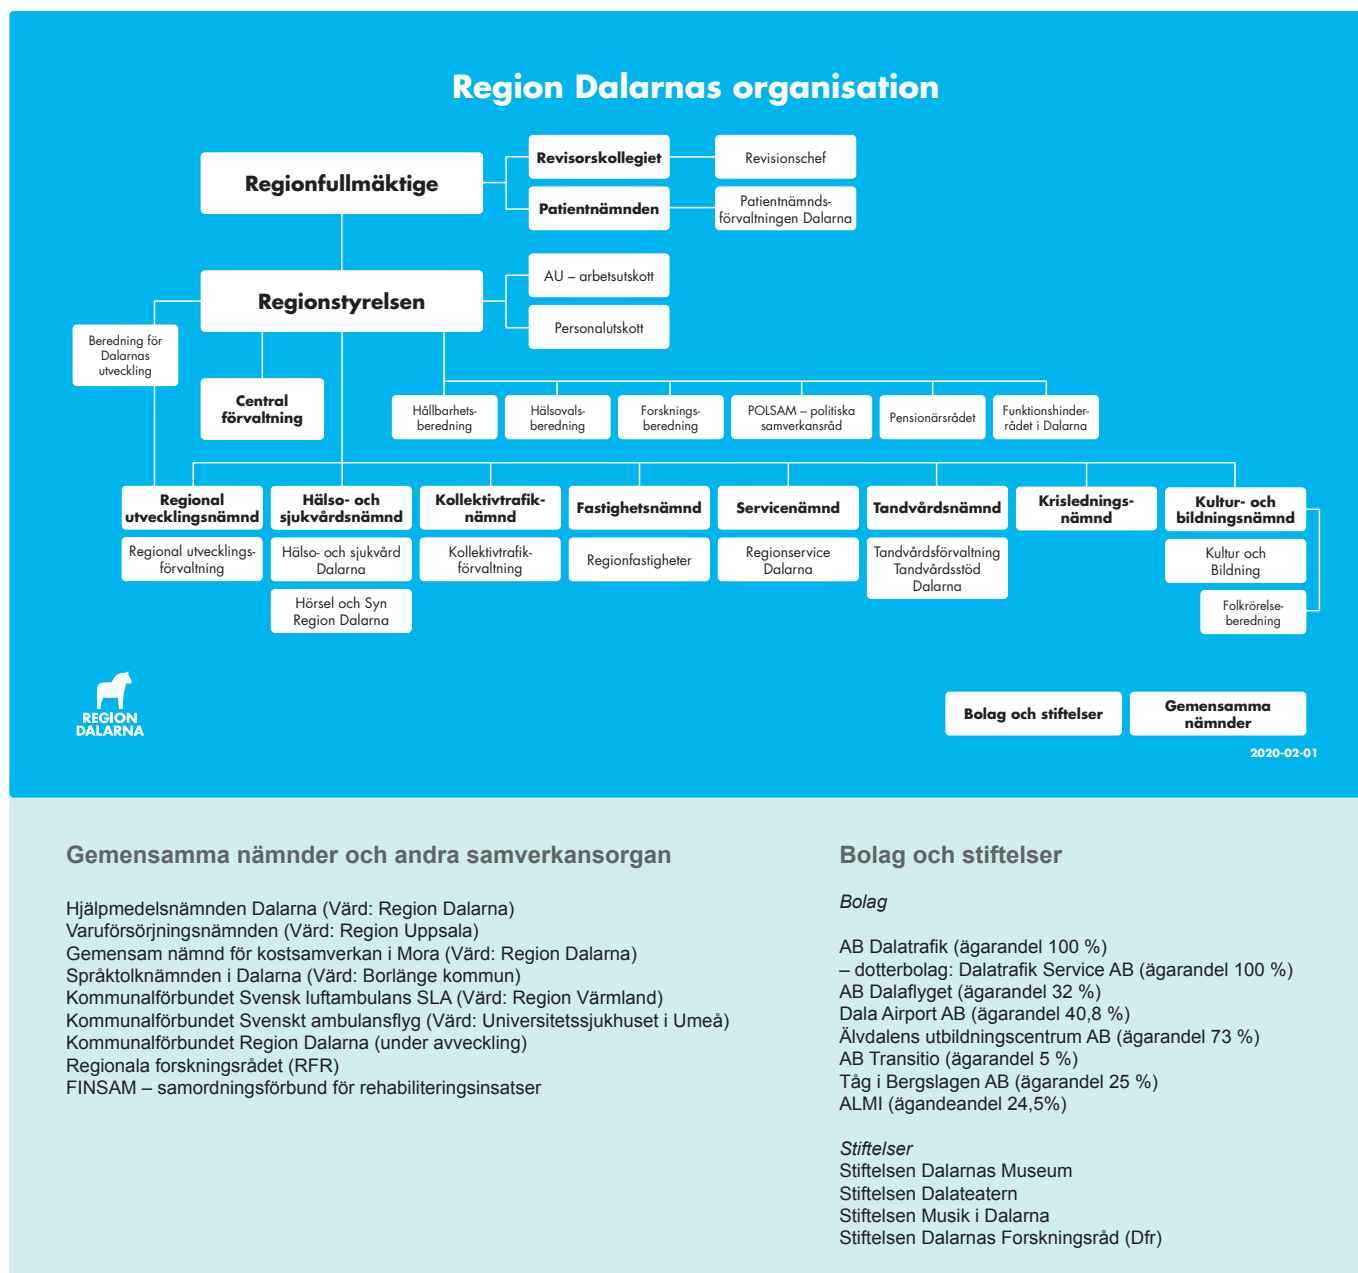 Region Dalarnas organisation
Regionfullmäktige
Revisorskollegiet
Revisionschef
Patientnämnden
Patientnämnds-
förvaltningen Dalarna
Regionstyrelsen
AU – arbetsutskott
Personalutskott
Beredning för
Dalarnas
utveckling
Central
förvaltning
Hållbarhets-
beredning
Hälsovals-
beredning
Forsknings-
beredning
POLSAM – politiska
samverkansråd
Pensionärsrådet
Funktionshinder-
rådet i Dalarna
Regional
utvecklingsnämnd
Hälso- och
sjukvårdsnämnd
Kollektivtrafik-
nämnd
Fastighetsnämnd
Servicenämnd
Tandvårdsnämnd
Krislednings-
nämnd
Kultur- och
bildningsnämnd
Regional utvecklings-
förvaltning
Hälso- och sjukvård
Dalarna
Kollektivtrafik-
förvaltning
Regionfastigheter
Regionservice
Dalarna
Tandvårdsförvaltning
Tandvårdsstöd
Dalarna
Kultur och
Bildning
Hörsel och Syn
Region Dalarna
Folkrörelse-
beredning
REGION
DALARNA
Bolag och stiftelser
Gemensamma
nämnder
2020-02-01
Gemensamma nämnder och andra samverkansorgan
Hjälpmedelsnämnden Dalarna (Värd: Region Dalarna)
Varuförsörjningsnämnden (Värd: Region Uppsala)
Gemensam nämnd för kostsamverkan i Mora (Värd: Region Dalarna)
Språktolknämnden i Dalarna (Värd: Borlänge kommun)
Kommunalförbundet Svensk luftambulans SLA (Värd: Region Värmland)
Kommunalförbundet Svenskt ambulansflyg (Värd: Universitetssjukhuset i Umeå)
Kommunalförbundet Region Dalarna (under avveckling)
Regionala forskningsrådet (RFR)
FINSAM – samordningsförbund för rehabiliteringsinsatser
Bolag och stiftelser
Bolag
AB Dalatrafik (ägarandel 100 %)
– dotterbolag: Dalatrafik Service AB (ägarandel 100 %)
AB Dalaflyget (ägarandel 32 %)
Dala Airport AB (ägarandel 40,8 %)
Älvdalens utbildningscentrum AB (ägarandel 73 %)
AB Transitio (ägarandel 5 %)
Tåg i Bergslagen AB (ägarandel 25 %)
ALMI (ägandeandel 24,5%)
Stiftelser
Stiftelsen Dalarnas Museum
Stiftelsen Dalateatern
Stiftelsen Musik i Dalarna
Stiftelsen Dalarnas Forskningsråd (Dfr)